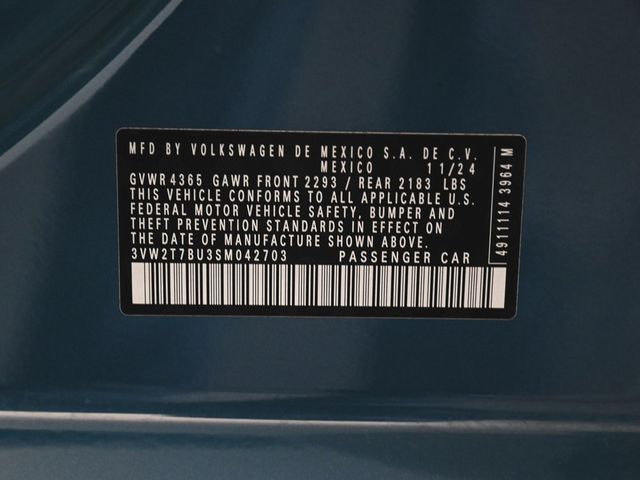 MFD BY VOLKSWAGEN DE MEXICO S.A. DE C.V.
MEXICO 11/24
GVWR 4365 GAWR FRONT 2293 / REAR 2183 LBS
THIS VEHICLE CONFORMS TO ALL APPLICABLE U.S.
FEDERAL MOTOR VEHICLE SAFETY, BUMPER AND
THEFT PREVENTION STANDARDS IN EFFECT ON
THE DATE OF MANUFACTURE SHOWN ABOVE.
3VW2T7BU3SM042703 PASSENGER CAR
4911114 3964 M